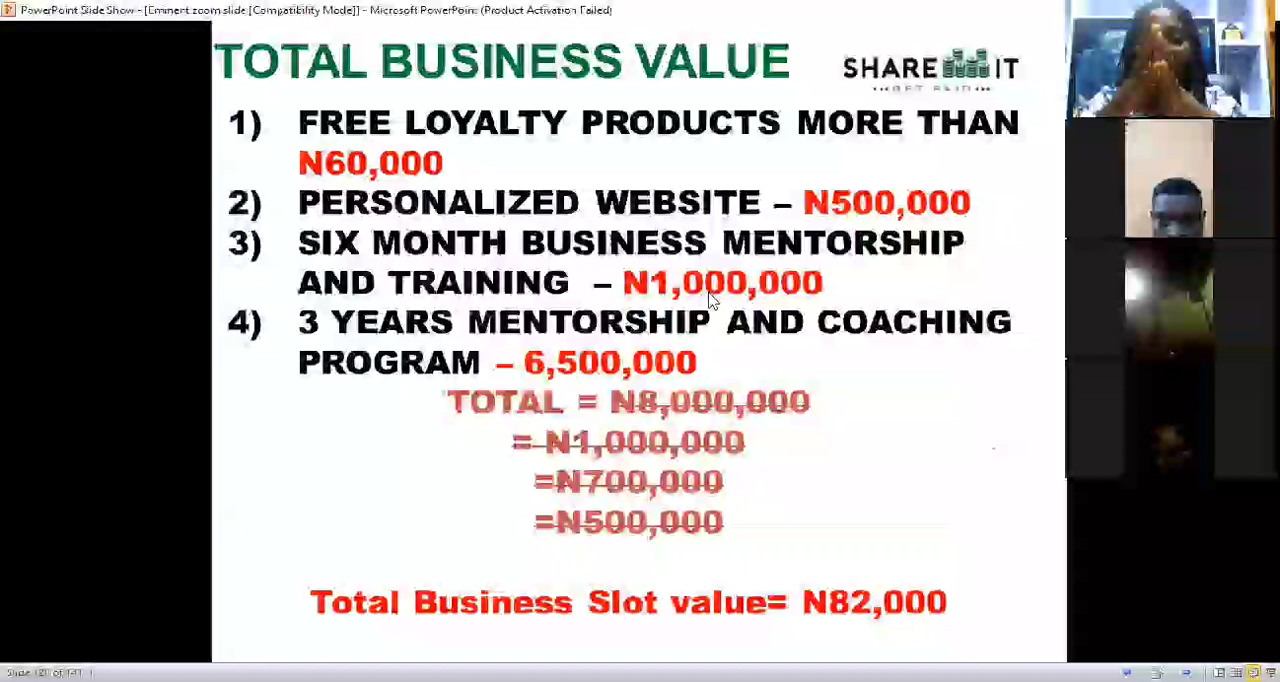 PowerPoint Slide Show - [Eminent zoom slide [Compatibility Mode]] - Microsoft PowerPoint (Product Activation Failed)
TOTAL BUSINESS VALUE
SHARE IT
1) FREE LOYALTY PRODUCTS MORE THAN
N60,000
2) PERSONALIZED WEBSITE – N500,000
3) SIX MONTH BUSINESS MENTORSHIP
AND TRAINING – N1,000,000
4) 3 YEARS MENTORSHIP AND COACHING
PROGRAM – 6,500,000
TOTAL = N8,000,000
= N1,000,000
=N700,000
=N500,000
Total Business Slot value= N82,000